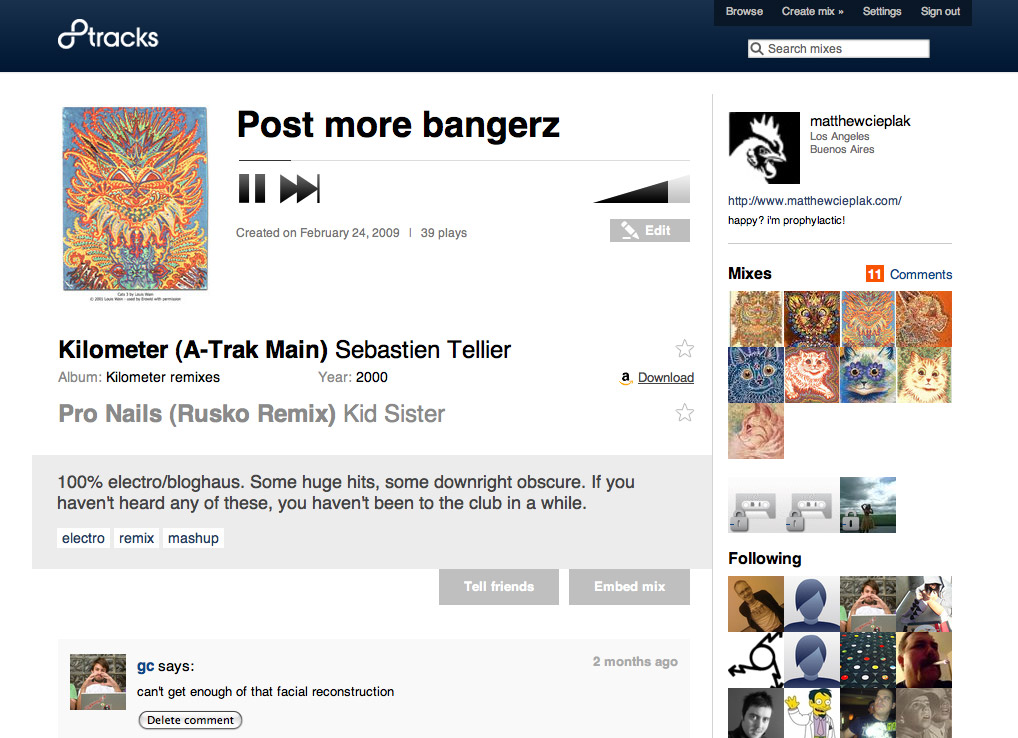 8tracks
Browse Create mix » Settings Sign out
Search mixes
Post more bangerz
Created on February 24, 2009 | 39 plays
Edit
Cats 3 by Louis Wain
© 2001 Louis Wain - used by Eioeed with permission
Kilometer (A-Trak Main) Sebastien Tellier
Album: Kilometer remixes Year: 2000
a Download
Pro Nails (Rusko Remix) Kid Sister
100% electro/bloghaus. Some huge hits, some downright obscure. If you
haven't heard any of these, you haven't been to the club in a while.
electro remix mashup
Tell friends Embed mix
gc says:
2 months ago
can't get enough of that facial reconstruction
Delete comment
matthewcieplak
Los Angeles
Buenos Aires
http://www.matthewcieplak.com/
happy? i'm prophylactic!
Mixes
11 Comments
Following